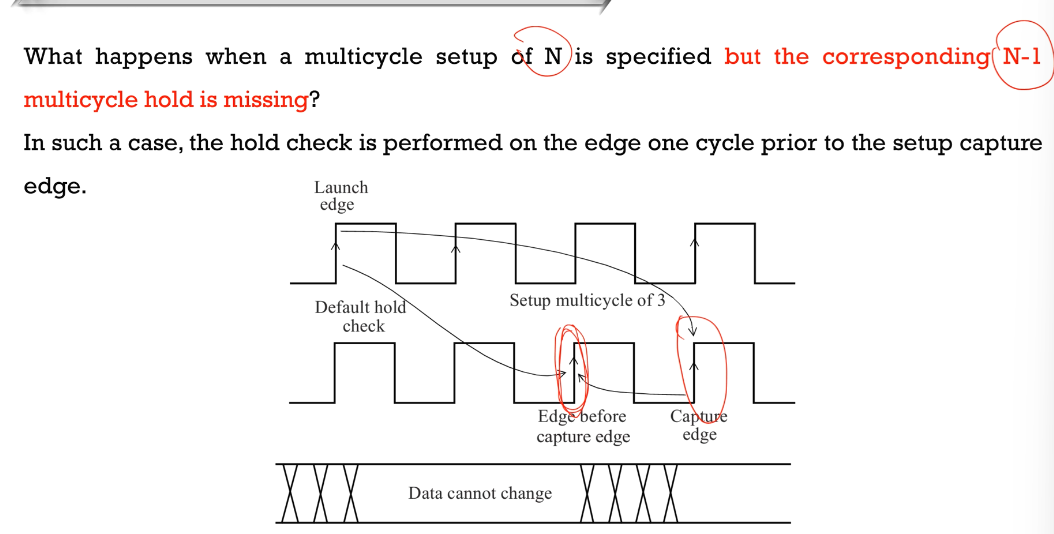 What happens when a multicycle setup of N is specified but the corresponding N-1
multicycle hold is missing?
In such a case, the hold check is performed on the edge one cycle prior to the setup capture
edge.
Launch
edge
Default hold
check
Setup multicycle of 3
Edge before
capture edge
Capture
edge
Data cannot change